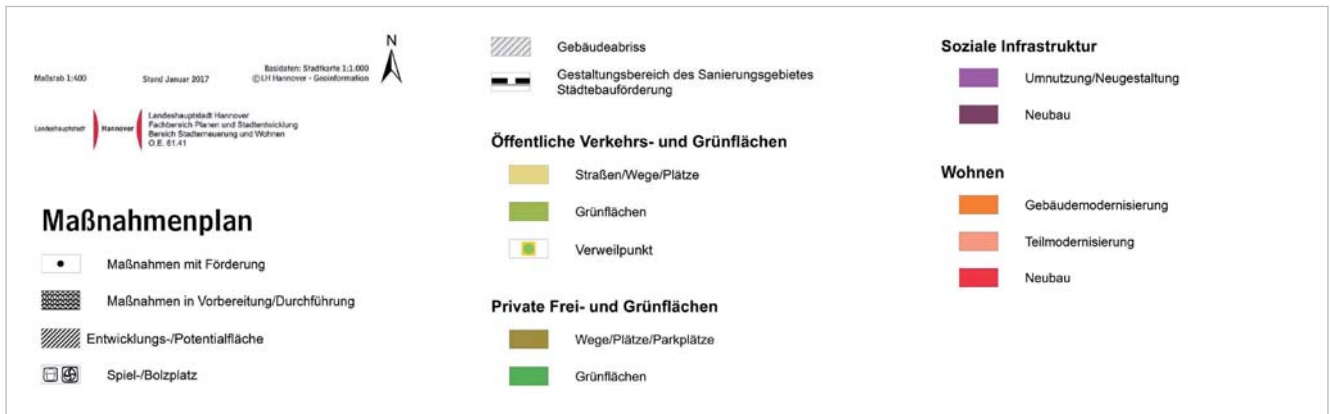 N
Maßstab 1:400
Stand Januar 2017
Basidaten: Stadtkarte 1:1.000
©LH Hannover - Geoinformation
Landeshauptstadt
Hannover
Landeshauptstadt Hannover
Fachbereich Planen und Stadtentwicklung
Bereich Stadterneuerung und Wohnen
O.E. 61.41
Maßnahmenplan
Maßnahmen mit Förderung
Maßnahmen in Vorbereitung/Durchführung
Entwicklungs-/Potentialfläche
Spiel-/Bolzplatz
Gebäudeabriss
Gestaltungsbereich des Sanierungsgebietes
Städtebauförderung
Öffentliche Verkehrs- und Grünflächen
Straßen/Wege/Plätze
Grünflächen
Verweilpunkt
Private Frei- und Grünflächen
Wege/Plätze/Parkplätze
Grünflächen
Soziale Infrastruktur
Umnutzung/Neugestaltung
Neubau
Wohnen
Gebäudemodernisierung
Teilmodernisierung
Neubau